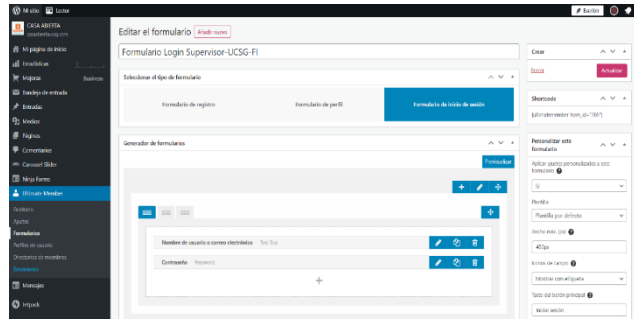 Mi sitio
Lector
Escribir
CASA ABIERTA
Mi página de inicio
Estadísticas
Mejoras
Business
Bandeja de entrada
Entradas
Medios
Páginas
Comentarios
Carousel Slider
Ninja Forms
Ultimate Member
Escritorio
Ajustes
Formularios
Perfiles de usuario
Directorios de miembros
Extensiones
Mensajes
Jetpack
Editar el formulario
Añadir nuevo
Formulario Login Supervisor-UCSG-FI
Seleccionar el tipo de formulario
Formulario de registro
Formulario de perfil
Formulario de inicio de sesión
Generador de formularios
Previsualizar
Nombre de usuario o correo electrónico Text Box
Contraseña Password
Crear
Borrar
Actualizar
Shortcode
Personalizar este
formulario
Aplicar ajustes personalizados a este
formulario
Sí
Plantilla
Plantilla por defecto
Ancho máx. (px)
450px
Iconos de campo
Mostrar con etiqueta
Texto del botón principal
Iniciar sesión